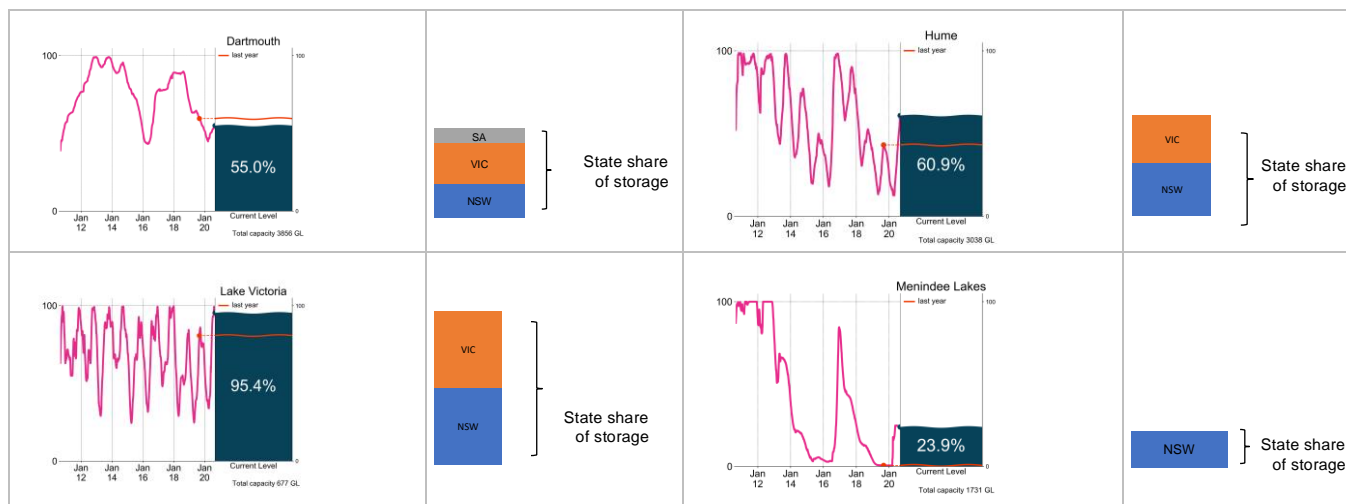 Dartmouth
last year
100
100
55.0%
0
0
Jan Jan Jan Jan Jan
12 14 16 18 20
Current Level
Total capacity 3856 GL
SA
VIC
NSW
State share
of storage
Hume
last year
100
100
60.9%
0
0
Jan Jan Jan Jan Jan
12 14 16 18 20
Current Level
Total capacity 3038 GL
VIC
NSW
State share
of storage
Lake Victoria
last year
100
100
95.4%
0
0
Jan Jan Jan Jan Jan
12 14 16 18 20
Current Level
Total capacity 677 GL
VIC
NSW
State share
of storage
Menindee Lakes
last year
100
100
23.9%
0
0
Jan Jan Jan Jan Jan
12 14 16 18 20
Current Level
Total capacity 1731 GL
NSW
State share
of storage